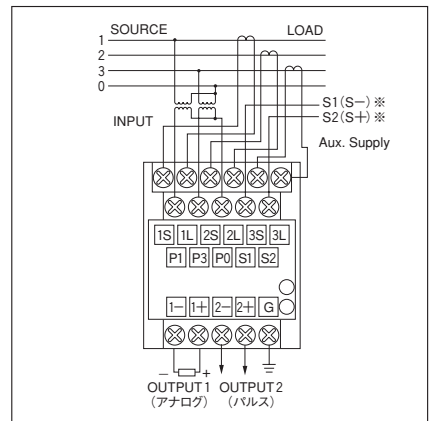 SOURCE LOAD
1
2
3
0
S1(S−)※
S2(S+)※
INPUT
Aux. Supply
1S 1L 2S 2L 3S 3L
P1 P3 P0 S1 S2
1− 1+ 2− 2+ G
− +
OUTPUT1 OUTPUT2
(アナログ) (パルス)